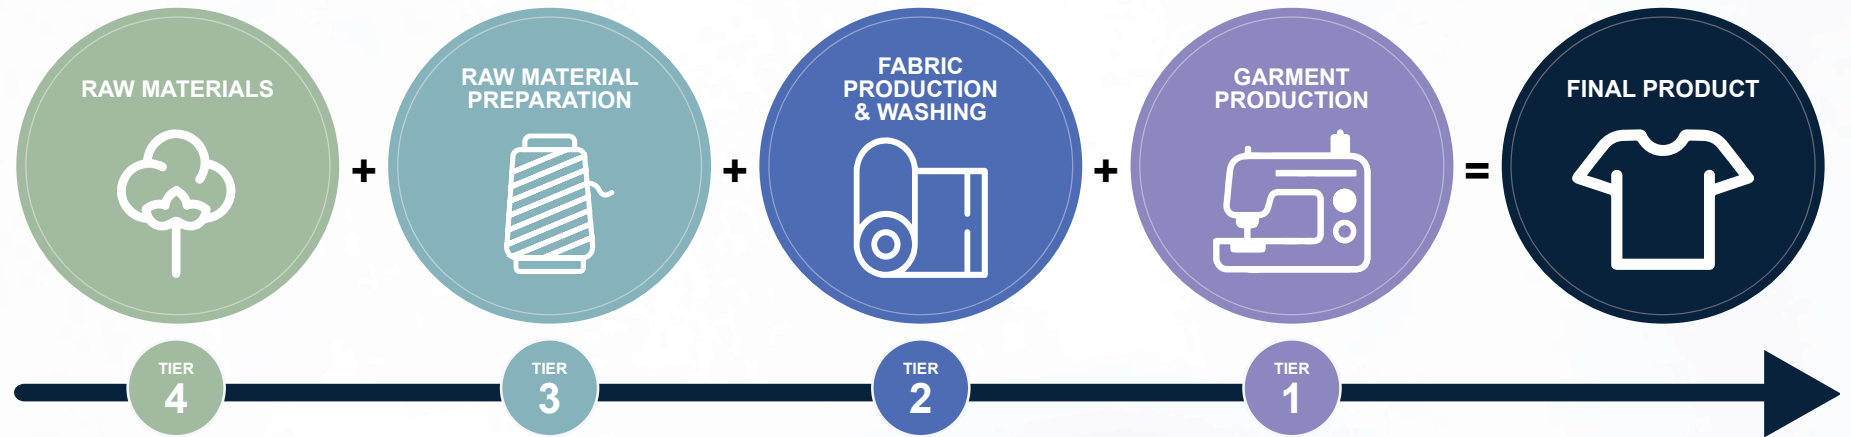 RAW MATERIALS
+
RAW MATERIAL
PREPARATION
+
FABRIC
PRODUCTION
& WASHING
+
GARMENT
PRODUCTION
=
FINAL PRODUCT
TIER
4
TIER
3
TIER
2
TIER
1